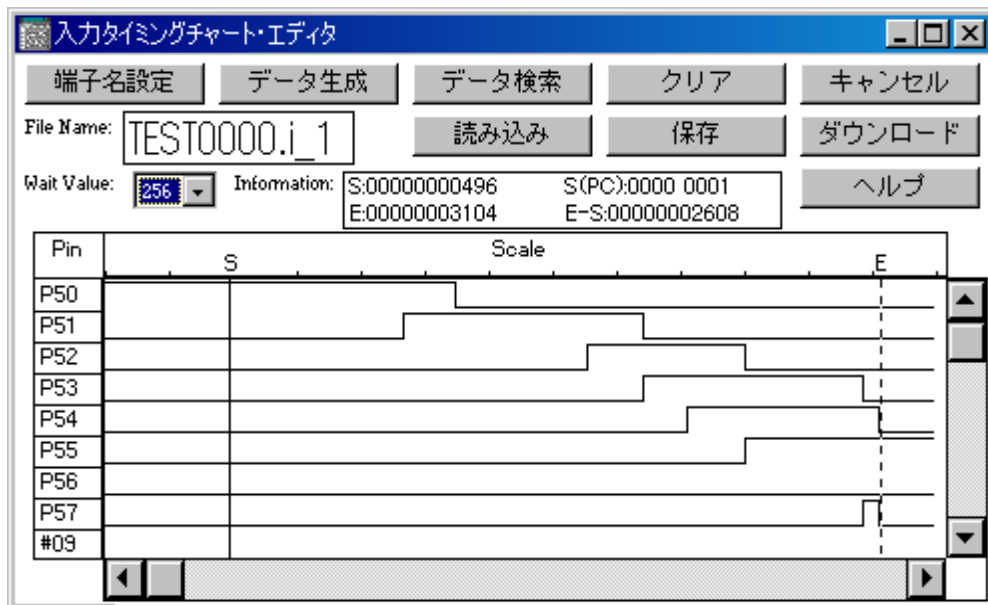 入力タイミングチャート・エディタ
端子名設定 データ生成 データ検索 クリア キャンセル
File Name: TEST0000.i_1 読み込み 保存 ダウンロード
Wait Value: 256 Information: S:00000000496 S(PC):0000 0001 ヘルプ
E:00000003104 E-S:00000002608
Pin Scale
S E
P50
P51
P52
P53
P54
P55
P56
P57
#09